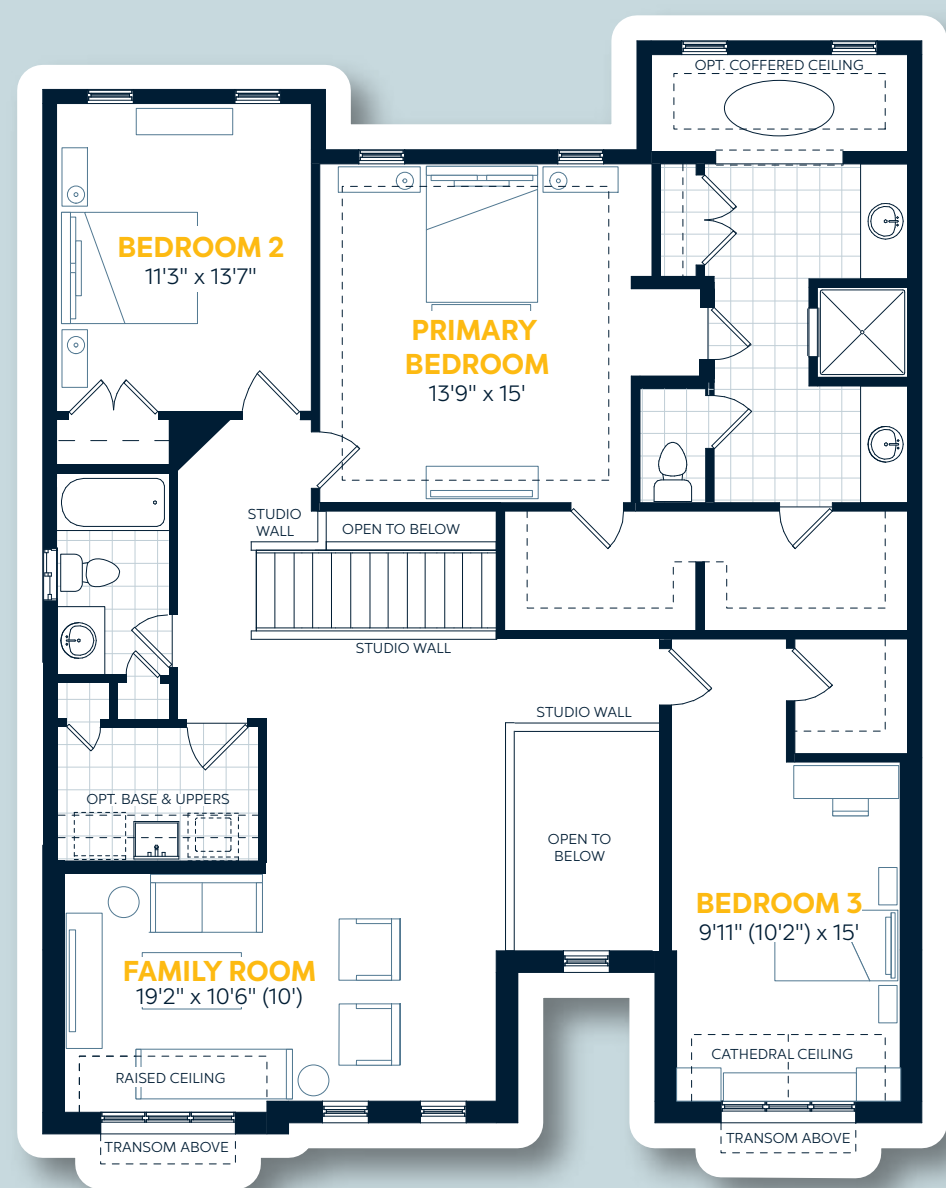 OPT. COFFERED CEILING
BEDROOM 2
11'3" x 13'7"
PRIMARY
BEDROOM
13'9" x 15'
STUDIO
WALL
OPEN TO BELOW
STUDIO WALL
STUDIO WALL
OPT. BASE & UPPERS
OPEN TO
BELOW
BEDROOM 3
9'11" (10'2") x 15'
FAMILY ROOM
19'2" x 10'6" (10')
CATHEDRAL CEILING
RAISED CEILING
TRANSOM ABOVE
TRANSOM ABOVE